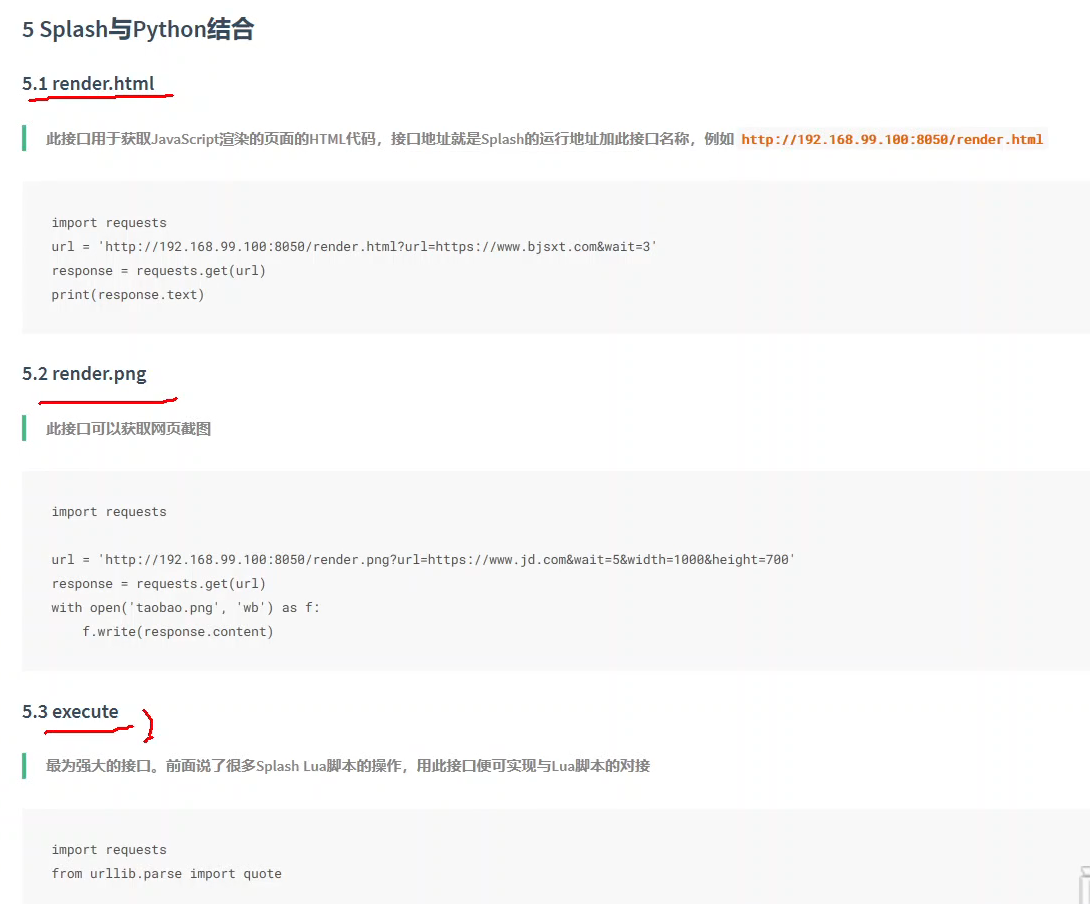 5 Splash与Python结合
5.1 render.html
此接口用于获取JavaScript渲染的页面的HTML代码，接口地址就是Splash的运行地址加此接口名称，例如 http://192.168.99.100:8050/render.html
import requests
url = 'http://192.168.99.100:8050/render.html?url=https://www.bjsxt.com&wait=3'
response = requests.get(url)
print(response.text)
5.2 render.png
此接口可以获取网页截图
import requests
url = 'http://192.168.99.100:8050/render.png?url=https://www.jd.com&wait=5&width=1000&height=700'
response = requests.get(url)
with open('taobao.png', 'wb') as f:
    f.write(response.content)
5.3 execute
最为强大的接口。前面说了很多Splash Lua脚本的操作，用此接口便可实现与Lua脚本的对接
import requests
from urllib.parse import quote